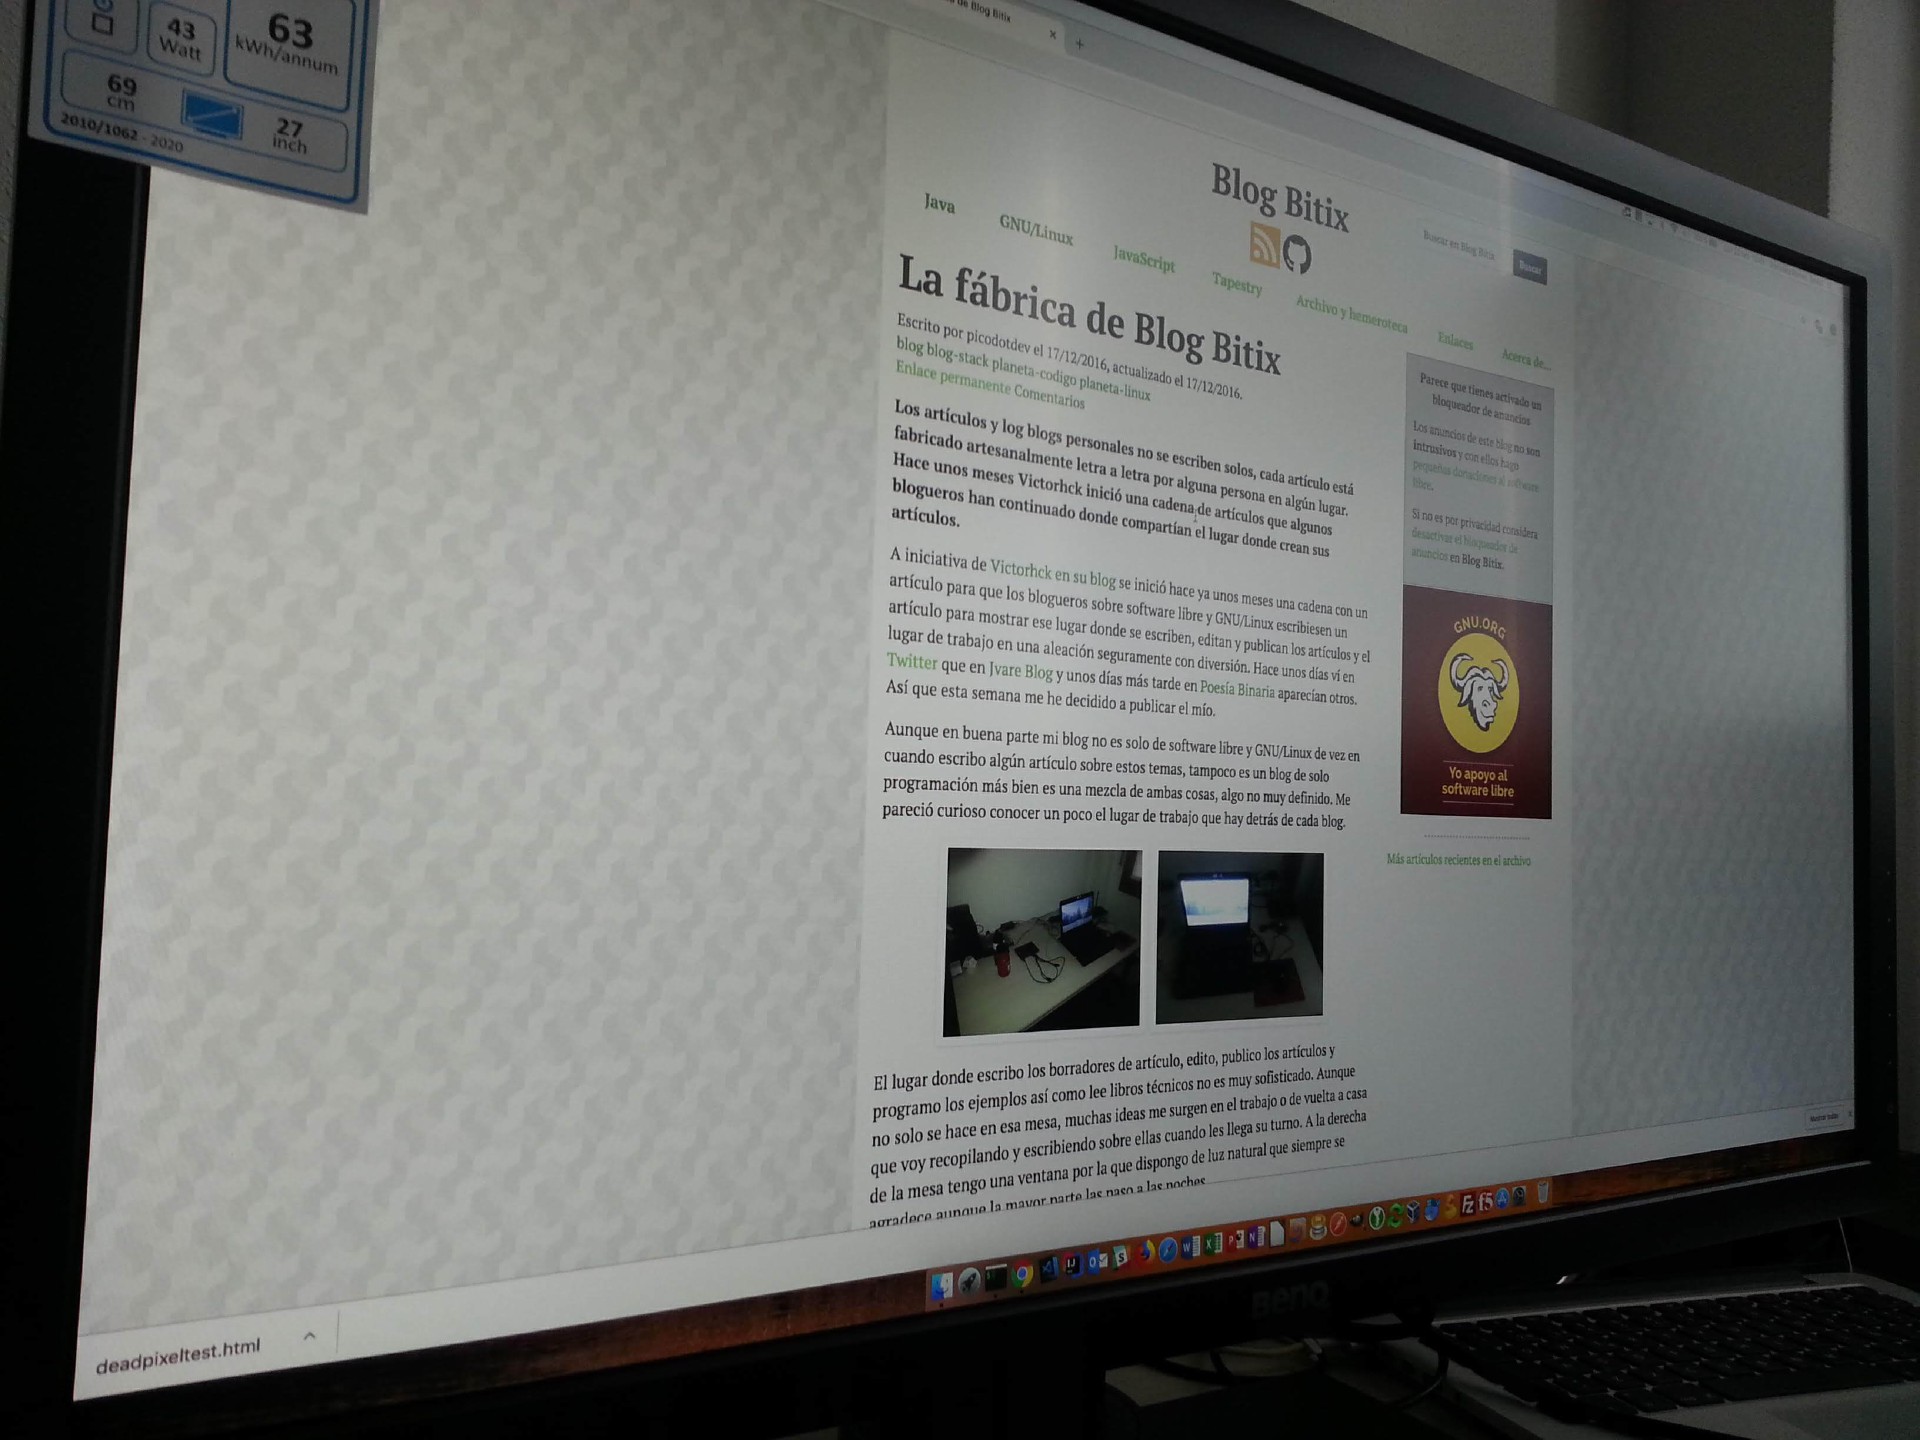 de Blog Bitix
43
Watt
63
kWh/annum
69
cm
27
inch
2010/1062 - 2020
Blog Bitix
Java
GNU/Linux
JavaScript
Tapestry
Archivo y hemeroteca
Enlaces
Acerca de...
Buscar en Blog Bitix
Buscar
La fábrica de Blog Bitix
Escrito por picodotdev el 17/12/2016, actualizado el 17/12/2016.
blog blog-stack planeta-codigo planeta-linux
Enlace permanente Comentarios
Los artículos y log blogs personales no se escriben solos, cada artículo está
fabricado artesanalmente letra a letra por alguna persona en algún lugar.
Hace unos meses Victorhck inició una cadena de artículos que algunos
blogueros han continuado donde compartían el lugar donde crean sus
artículos.
A iniciativa de Victorhck en su blog se inició hace ya unos meses una cadena con un
artículo para que los blogueros sobre software libre y GNU/Linux escribiesen un
artículo para mostrar ese lugar donde se escriben, editan y publican los artículos y el
lugar de trabajo en una aleación seguramente con diversión. Hace unos días ví en
Twitter que en Jvare Blog y unos días más tarde en Poesía Binaria aparecían otros.
Así que esta semana me he decidido a publicar el mío.
Aunque en buena parte mi blog no es solo de software libre y GNU/Linux de vez en
cuando escribo algún artículo sobre estos temas, tampoco es un blog de solo
programación más bien es una mezcla de ambas cosas, algo no muy definido. Me
pareció curioso conocer un poco el lugar de trabajo que hay detrás de cada blog.
El lugar donde escribo los borradores de artículo, edito, publico los artículos y
programo los ejemplos así como lee libros técnicos no es muy sofisticado. Aunque
no solo se hace en esa mesa, muchas ideas me surgen en el trabajo o de vuelta a casa
que voy recopilando y escribiendo sobre ellas cuando les llega su turno. A la derecha
de la mesa tengo una ventana por la que dispongo de luz natural que siempre se
agradece aunque la mayor parte las paso a las noches
Parece que tienes activado un
bloqueador de anuncios
Los anuncios de este blog no son
intrusivos y con ellos hago
pequeñas donaciones al software
libre.
Si no es por privacidad considera
desactivar el bloqueador de
anuncios en Blog Bitix.
GNU.ORG
Yo apoyo al
software libre
Más artículos recientes en el archivo
Mostrar todo
deadpixeltest.html
BenQ